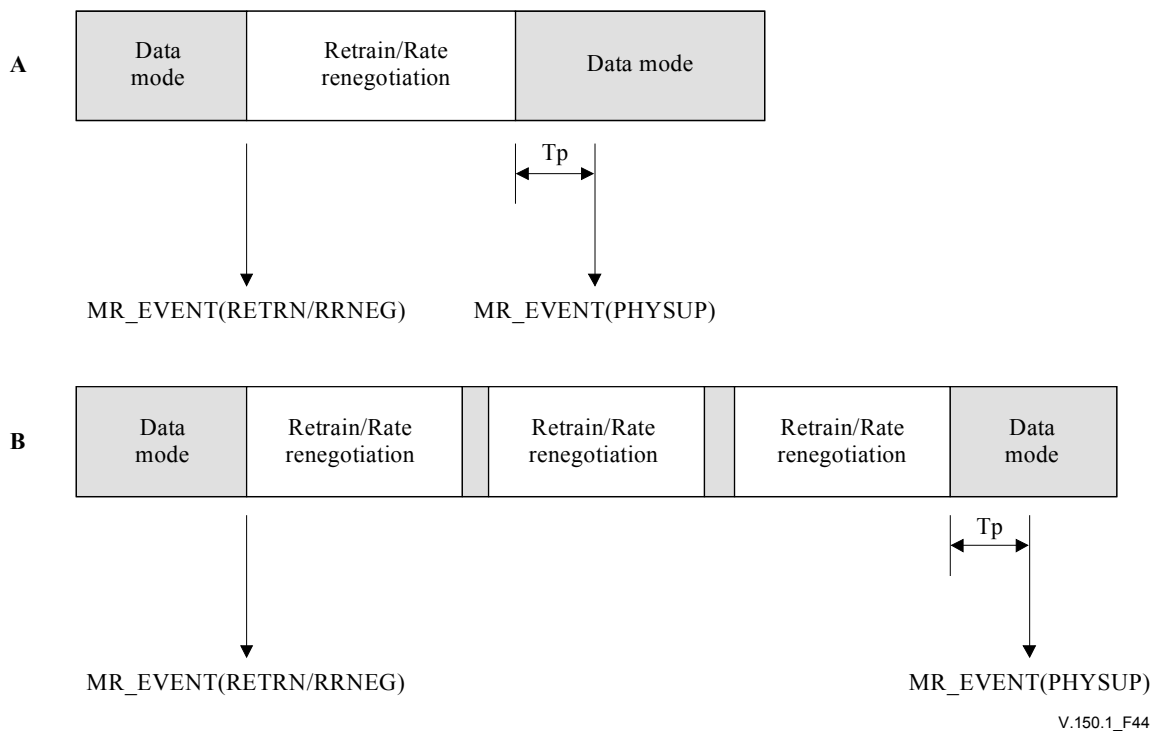 A
Data
mode
Retrain/Rate
renegotiation
Data mode
Tp
MR_EVENT(RETRN/RRNEG)
MR_EVENT(PHYSUP)
B
Data
mode
Retrain/Rate
renegotiation
Retrain/Rate
renegotiation
Retrain/Rate
renegotiation
Data
mode
Tp
MR_EVENT(RETRN/RRNEG)
MR_EVENT(PHYSUP)
V.150.1_F44